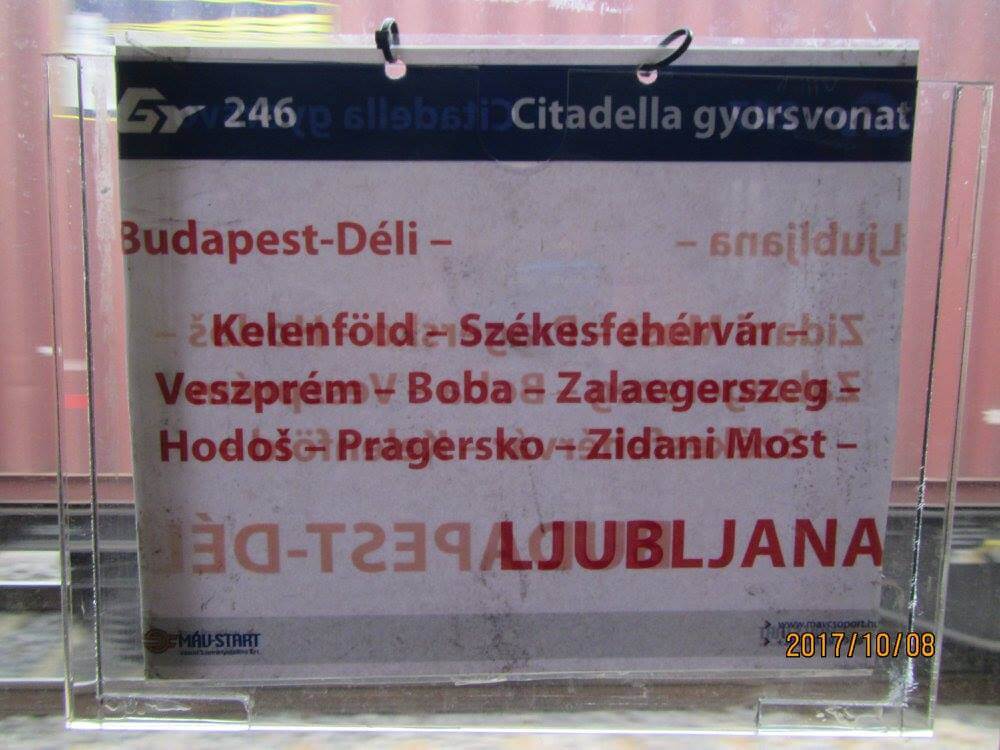 GY 246 Citadella gyorsvonat
Budapest-Déli –
Kelenföld – Székesfehérvár –
Veszprém – Boba – Zalaegerszeg –
Hodoš – Pragersko – Zidani Most –
LJUBLJANA
MÁV-START
www.mavcsoport.hu
2017/10/08